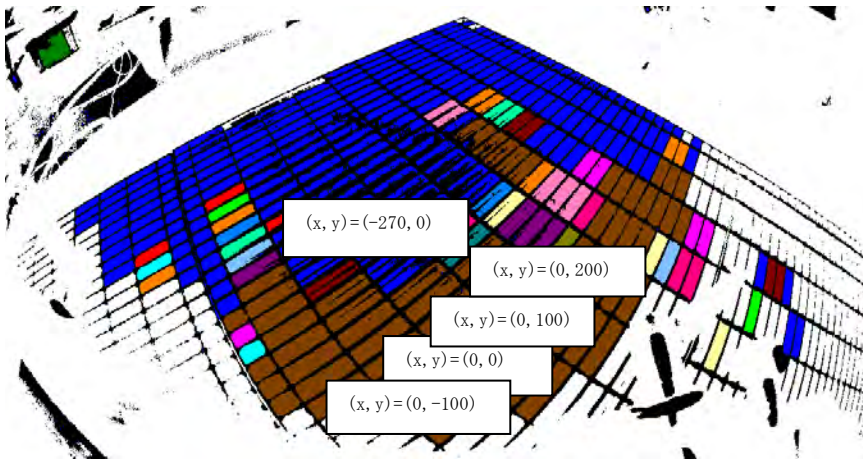 (x, y)=(-270, 0)
(x, y)=(0, 200)
(x, y)=(0, 100)
(x, y)=(0, 0)
(x, y)=(0, -100)